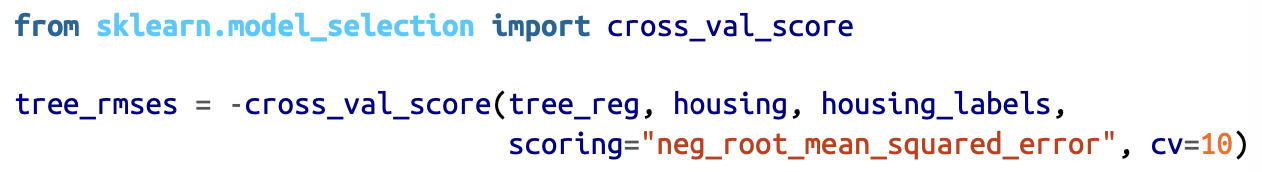 from sklearn.model_selection import cross_val_score
tree_rmses = -cross_val_score(tree_reg, housing, housing_labels,
scoring="neg_root_mean_squared_error", cv=10)